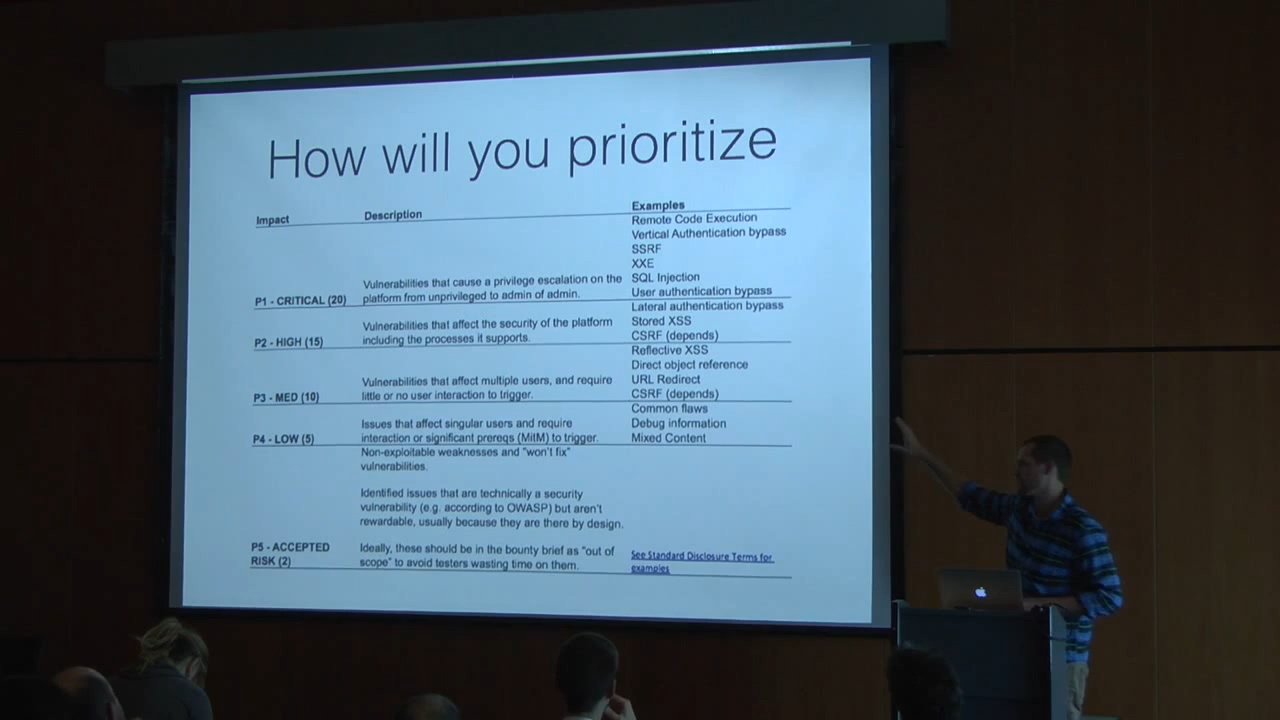 How will you prioritize
Impact Description Examples
Remote Code Execution
Vertical Authentication bypass
SSRF
XXE
SQL Injection
User authentication bypass
P1 - CRITICAL (20)
Vulnerabilities that cause a privilege escalation on the
platform from unprivileged to admin of admin.
Lateral authentication bypass
Stored XSS
CSRF (depends)
P2 - HIGH (15)
Vulnerabilities that affect the security of the platform
including the processes it supports.
Reflective XSS
Direct object reference
URL Redirect
CSRF (depends)
P3 - MED (10)
Vulnerabilities that affect multiple users, and require
little or no user interaction to trigger.
Common flaws
Debug information
Mixed Content
P4 - LOW (5)
Issues that affect singular users and require
interaction or significant prereqs (MitM) to trigger.
Non-exploitable weaknesses and "won't fix"
vulnerabilities.
Identified issues that are technically a security
vulnerability (e.g. according to OWASP) but aren't
rewardable, usually because they are there by design.
P5 - ACCEPTED
RISK (2)
Ideally, these should be in the bounty brief as "out of
scope" to avoid testers wasting time on them.
See Standard Disclosure Terms for
examples